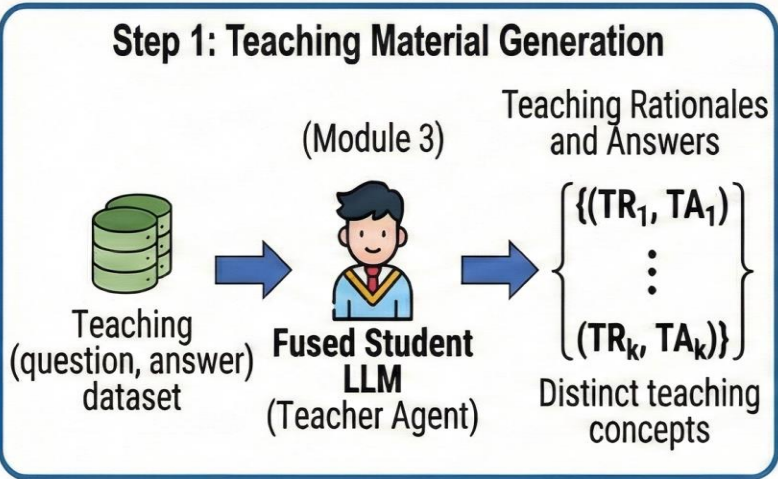 Step 1: Teaching Material Generation
Teaching Rationales
and Answers
(Module 3)
{(TR₁, TA₁)
⋮
(TRₖ, TAₖ)}
Teaching
(question, answer)
dataset
Fused Student
LLM
(Teacher Agent)
Distinct teaching
concepts